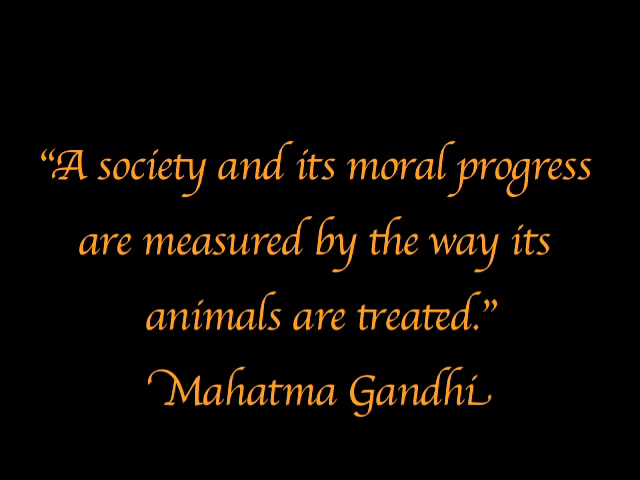 “A society and its moral progress
are measured by the way its
animals are treated.”
Mahatma Gandhi